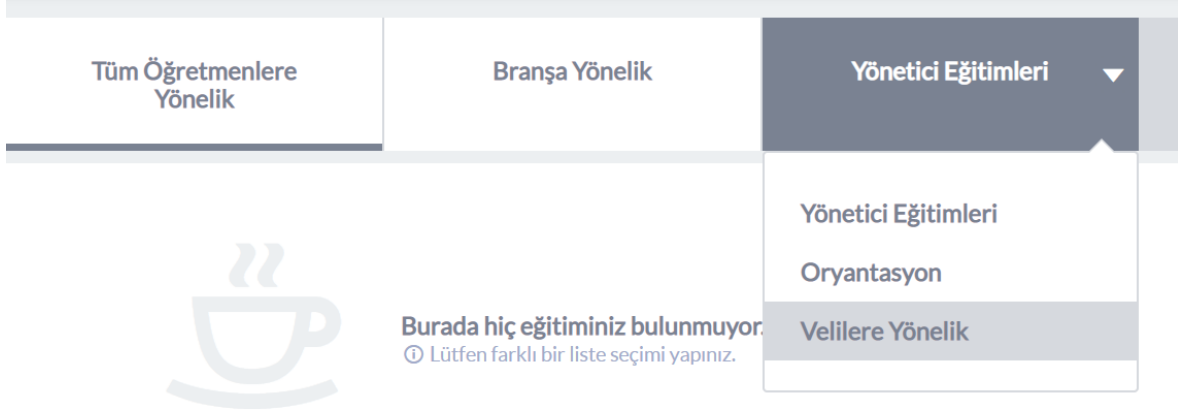 Tüm Öğretmenlere
Yönelik
Branşa Yönelik
Yönetici Eğitimleri
Yönetici Eğitimleri
Oryantasyon
Velilere Yönelik
Burada hiç eğitiminiz bulunmuyor.
Lütfen farklı bir liste seçimi yapınız.